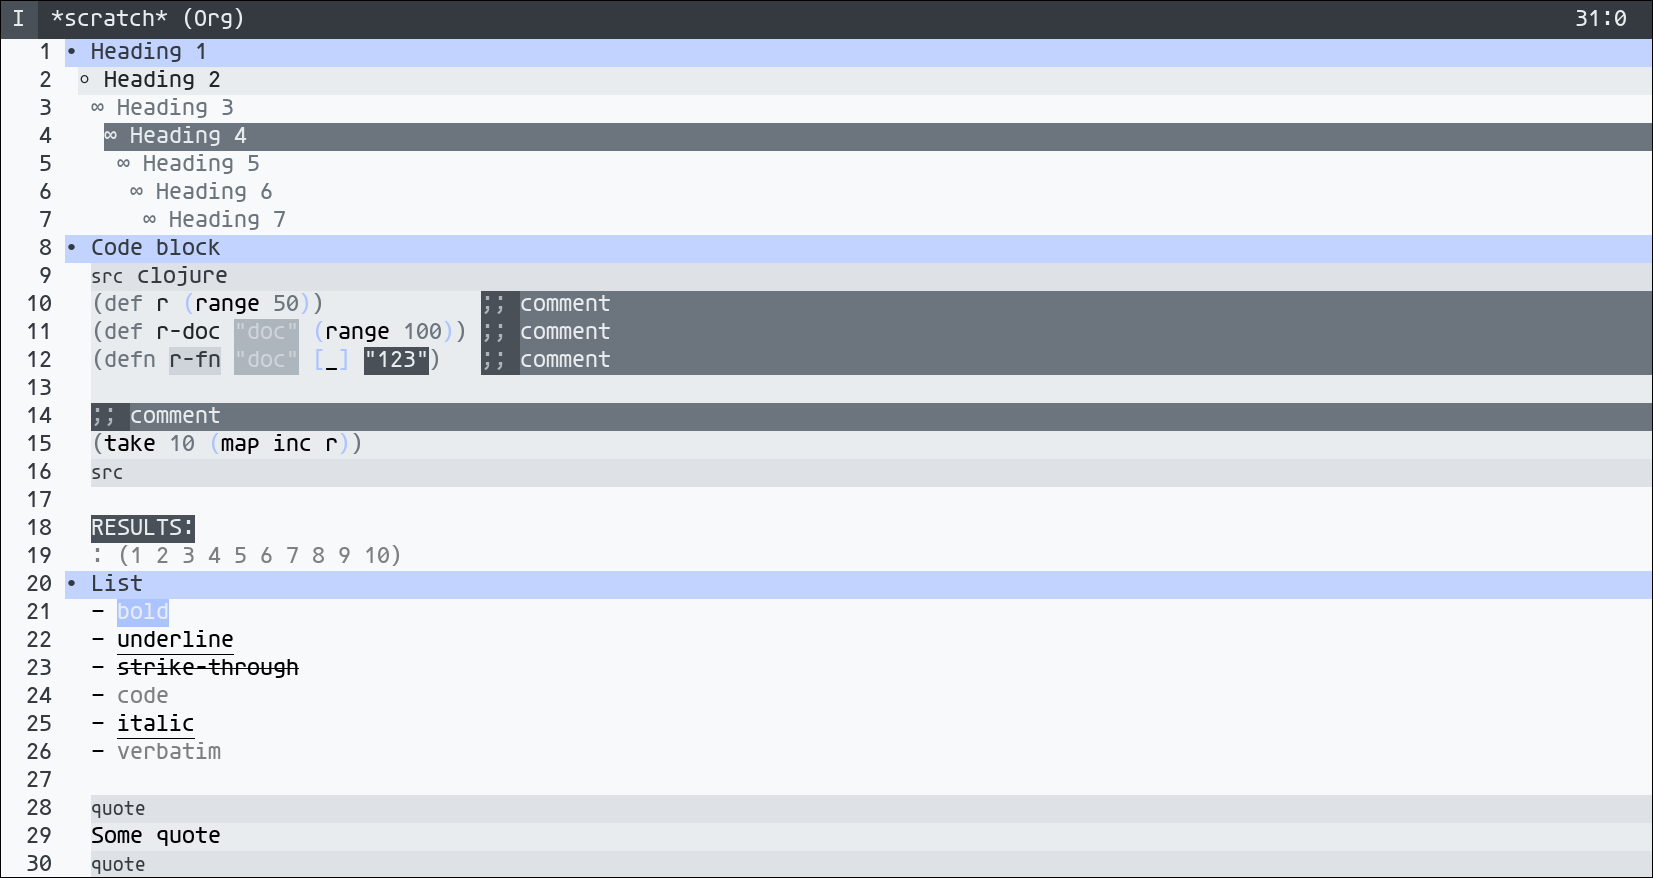 I *scratch* (Org) 31:0
1 • Heading 1
2 ∘ Heading 2
3 ∞ Heading 3
4 ∞ Heading 4
5 ∞ Heading 5
6 ∞ Heading 6
7 ∞ Heading 7
8 • Code block
9 src clojure
10 (def r (range 50)) ;; comment
11 (def r-doc "doc" (range 100)) ;; comment
12 (defn r-fn "doc" [_] "123") ;; comment
13
14 ;; comment
15 (take 10 (map inc r))
16 src
17
18 RESULTS:
19 : (1 2 3 4 5 6 7 8 9 10)
20 • List
21 - bold
22 - underline
23 - strike-through
24 - code
25 - italic
26 - verbatim
27
28 quote
29 Some quote
30 quote